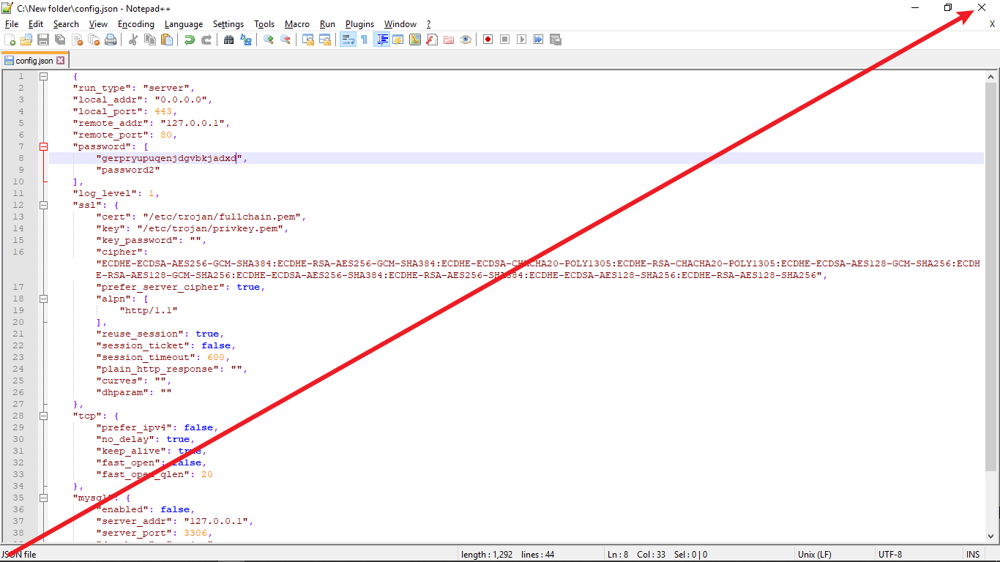 C:\New folder\config.json - Notepad++
File Edit Search View Encoding Language Settings Tools Macro Run Plugins Window ? X
config.json
1 {
2 "run_type": "server",
3 "local_addr": "0.0.0.0",
4 "local_port": 443,
5 "remote_addr": "127.0.0.1",
6 "remote_port": 80,
7 "password": [
8 "gerpryupuqenjdgvbkjadxd",
9 "password2"
10 ],
11 "log_level": 1,
12 "ssl": {
13 "cert": "/etc/trojan/fullchain.pem",
14 "key": "/etc/trojan/privkey.pem",
15 "key_password": "",
16 "cipher":
"ECDHE-ECDSA-AES256-GCM-SHA384:ECDHE-RSA-AES256-GCM-SHA384:ECDHE-ECDSA-CHACHA20-POLY1305:ECDHE-RSA-CHACHA20-POLY1305:ECDHE-ECDSA-AES128-GCM-SHA256:ECDH
E-RSA-AES128-GCM-SHA256:ECDHE-ECDSA-AES256-SHA384:ECDHE-RSA-AES256-SHA384:ECDHE-ECDSA-AES128-SHA256:ECDHE-RSA-AES128-SHA256",
17 "prefer_server_cipher": true,
18 "alpn": [
19 "http/1.1"
20 ],
21 "reuse_session": true,
22 "session_ticket": false,
23 "session_timeout": 600,
24 "plain_http_response": "",
25 "curves": "",
26 "dhparam": ""
27 },
28 "tcp": {
29 "prefer_ipv4": false,
30 "no_delay": true,
31 "keep_alive": true,
32 "fast_open": false,
33 "fast_open_qlen": 20
34 },
35 "mysql": {
36 "enabled": false,
37 "server_addr": "127.0.0.1",
38 "server_port": 3306,
JSON file length : 1,292 lines : 44 Ln : 8 Col : 33 Sel : 0 | 0 Unix (LF) UTF-8 INS